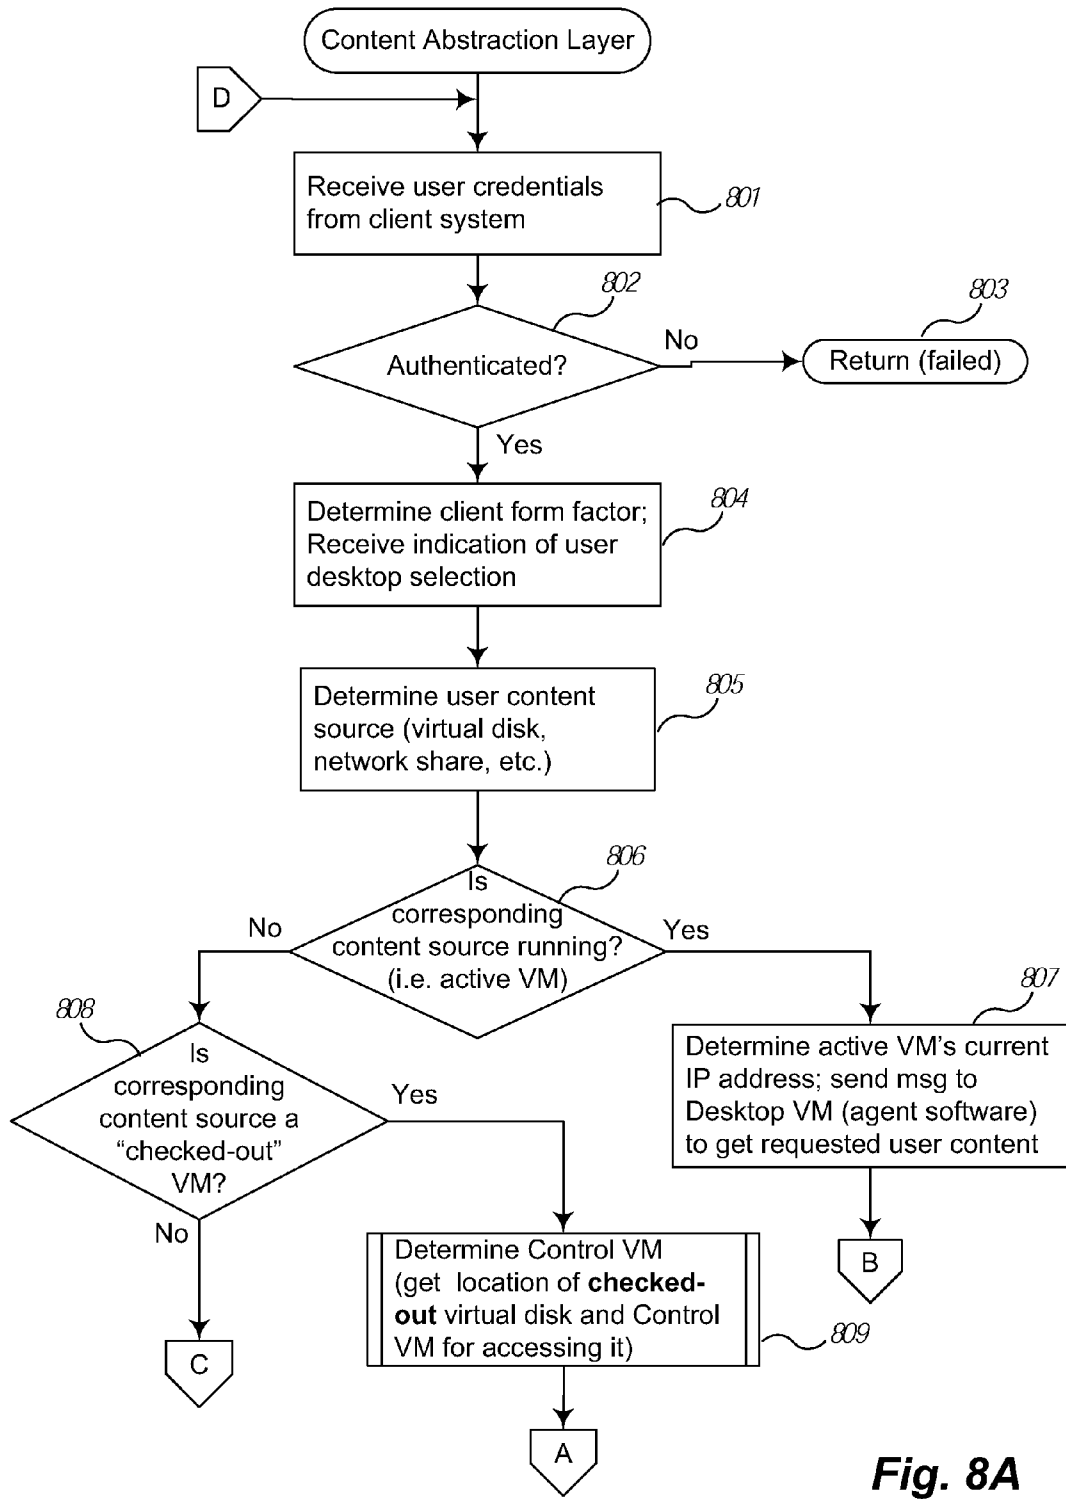 Content Abstraction Layer
D
Receive user credentials
from client system
801
802
Authenticated?
No
803
Return (failed)
Yes
Determine client form factor;
Receive indication of user
desktop selection
804
Determine user content
source (virtual disk,
network share, etc.)
805
806
Is
corresponding
content source running?
(i.e. active VM)
No
Yes
807
Determine active VM's current
IP address; send msg to
Desktop VM (agent software)
to get requested user content
B
808
Is
corresponding
content source a
“checked-out”
VM?
Yes
No
C
Determine Control VM
(get location of checked-
out virtual disk and Control
VM for accessing it)
809
A
Fig. 8A